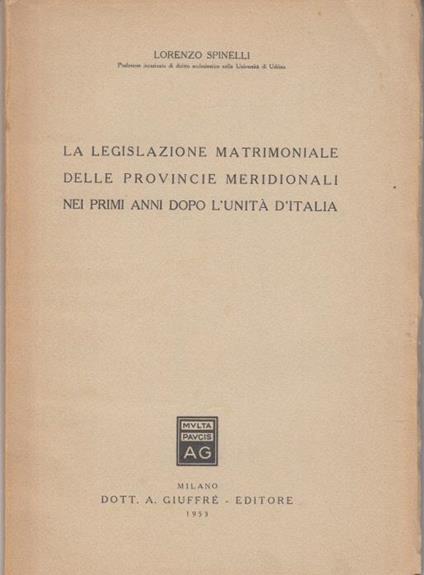 LORENZO SPINELLI
Professore incaricato di diritto ecclesiastico nella Università di Urbino
LA LEGISLAZIONE MATRIMONIALE
DELLE PROVINCIE MERIDIONALI
NEI PRIMI ANNI DOPO L'UNITÀ D'ITALIA
MVLTA
PAVCIS
AG
MILANO
DOTT. A. GIUFFRÈ - EDITORE
1953